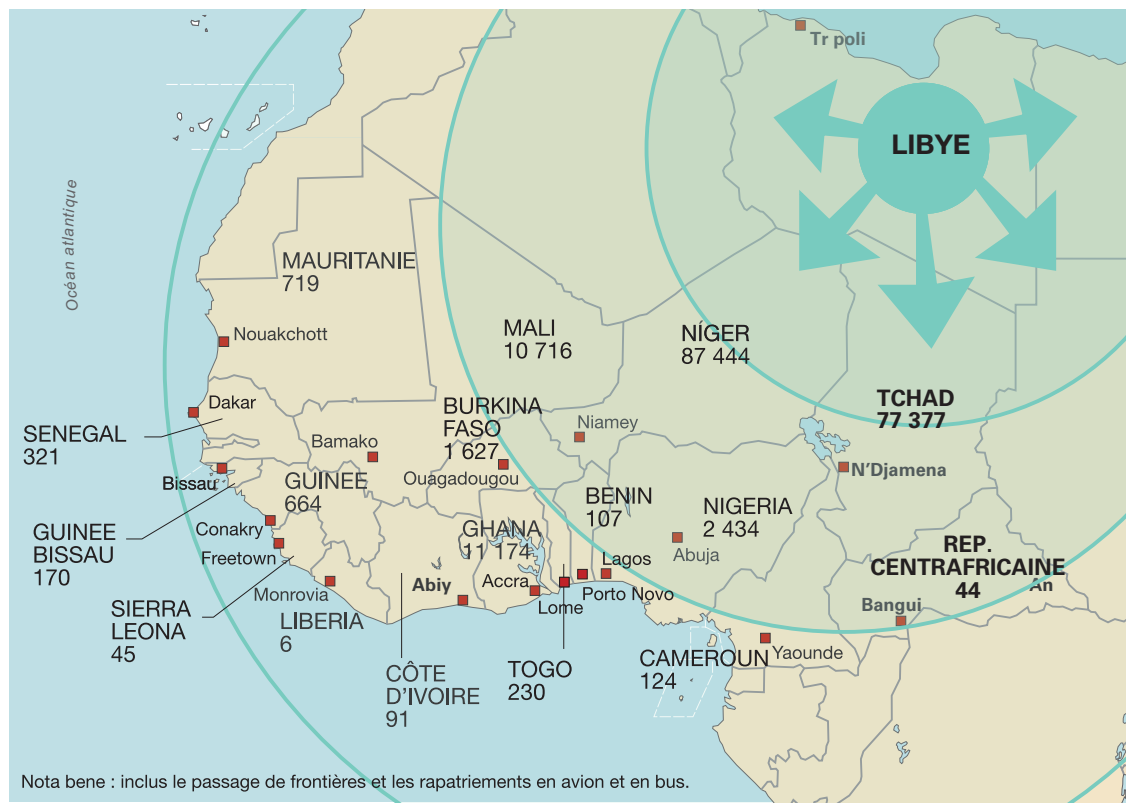 Tr poli
LIBYE
Océan atlantique
MAURITANIE
719
Nouakchott
MALI
10 716
NÍGER
87 444
TCHAD
77 377
Dakar
SENEGAL
321
Bamako
BURKINA
FASO
1 627
Ouagadougou
Niamey
N'Djamena
Bissau
GUINEE
664
BENIN
107
NIGERIA
2 434
Abuja
GUINEE
BISSAU
170
Conakry
Freetown
GHANA
11 174
Lagos
REP.
CENTRAFRICAINE
44
An
Monrovia
Abiy
Accra
Lome
Porto Novo
Bangui
SIERRA
LEONA
45
LIBERIA
6
CÔTE
D'IVOIRE
91
TOGO
230
CAMEROUN
124
Yaounde
Nota bene : inclus le passage de frontières et les rapatriements en avion et en bus.